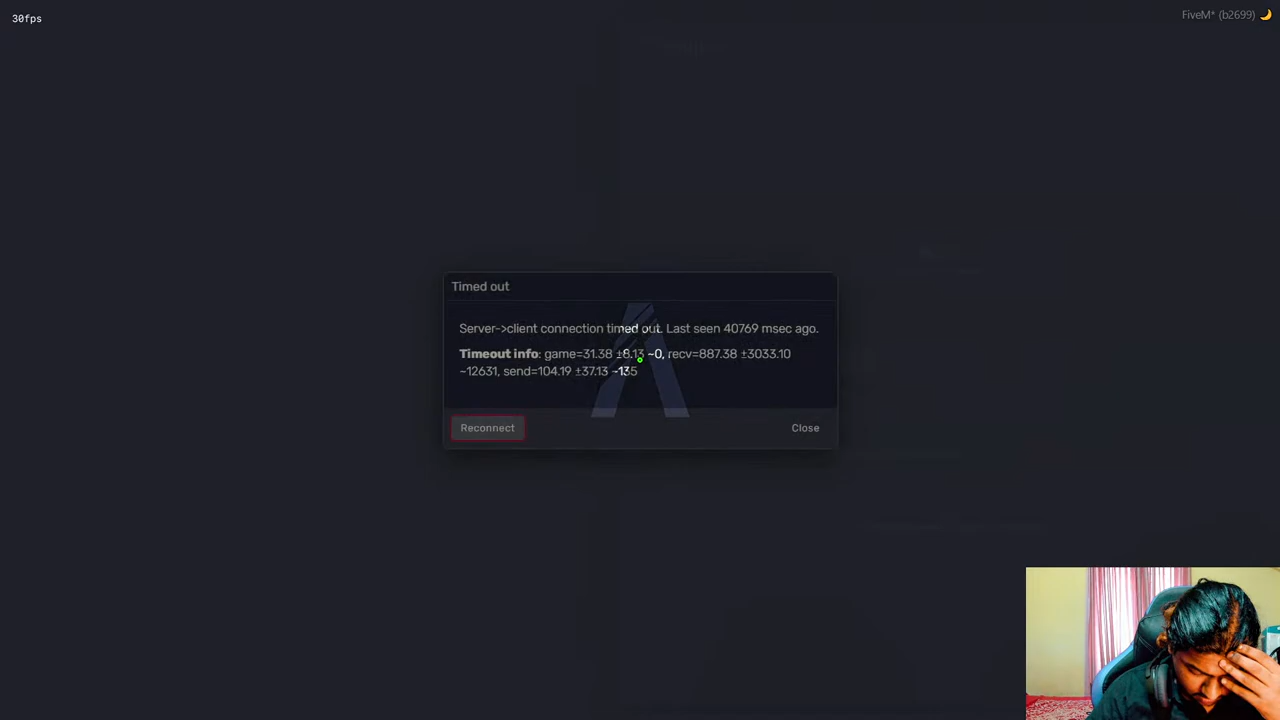 30fps
FiveM* (b2699)
Timed out
Server->client connection timed out. Last seen 40769 msec ago.
Timeout info: game=31.38 ±8.13 ~0, recv=887.38 ±3033.10
~12631, send=104.19 ±37.13 ~135
Reconnect
Close